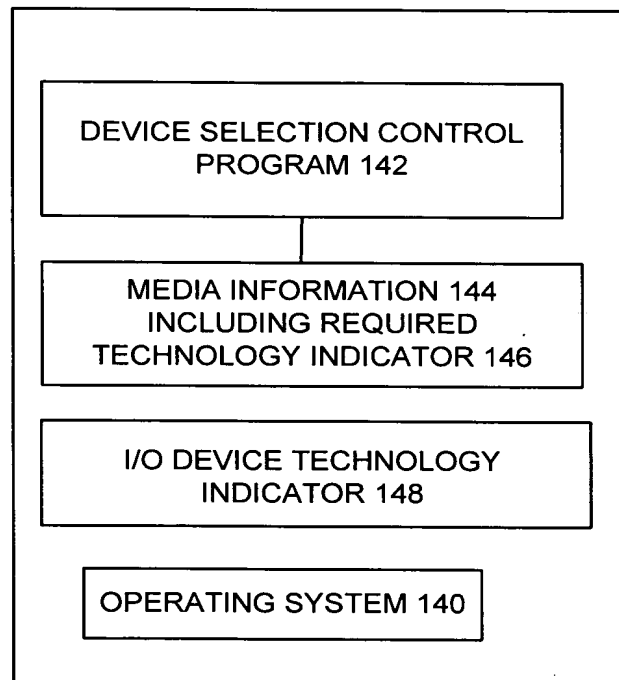 DEVICE SELECTION CONTROL
PROGRAM 142
MEDIA INFORMATION 144
INCLUDING REQUIRED
TECHNOLOGY INDICATOR 146
I/O DEVICE TECHNOLOGY
INDICATOR 148
OPERATING SYSTEM 140